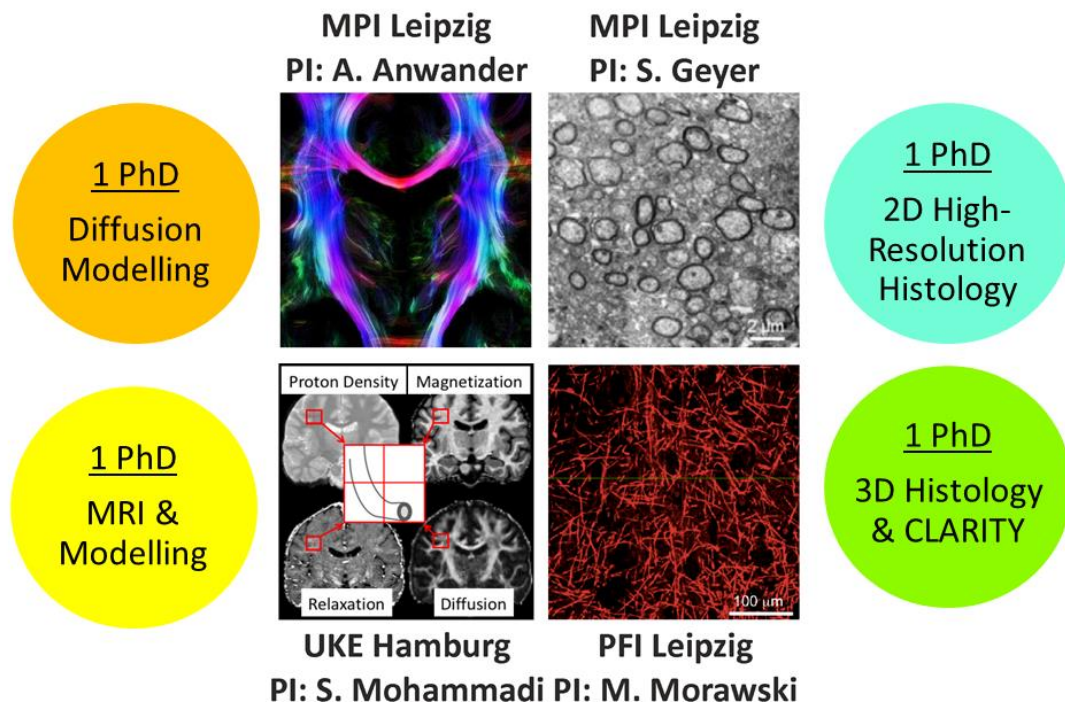 MPI Leipzig
PI: A. Anwander
MPI Leipzig
PI: S. Geyer
1 PhD
Diffusion
Modelling
2 µm
1 PhD
2D High-
Resolution
Histology
1 PhD
MRI &
Modelling
Proton Density
Magnetization
Relaxation
Diffusion
100 µm
1 PhD
3D Histology
& CLARITY
UKE Hamburg
PI: S. Mohammadi
PFI Leipzig
PI: M. Morawski